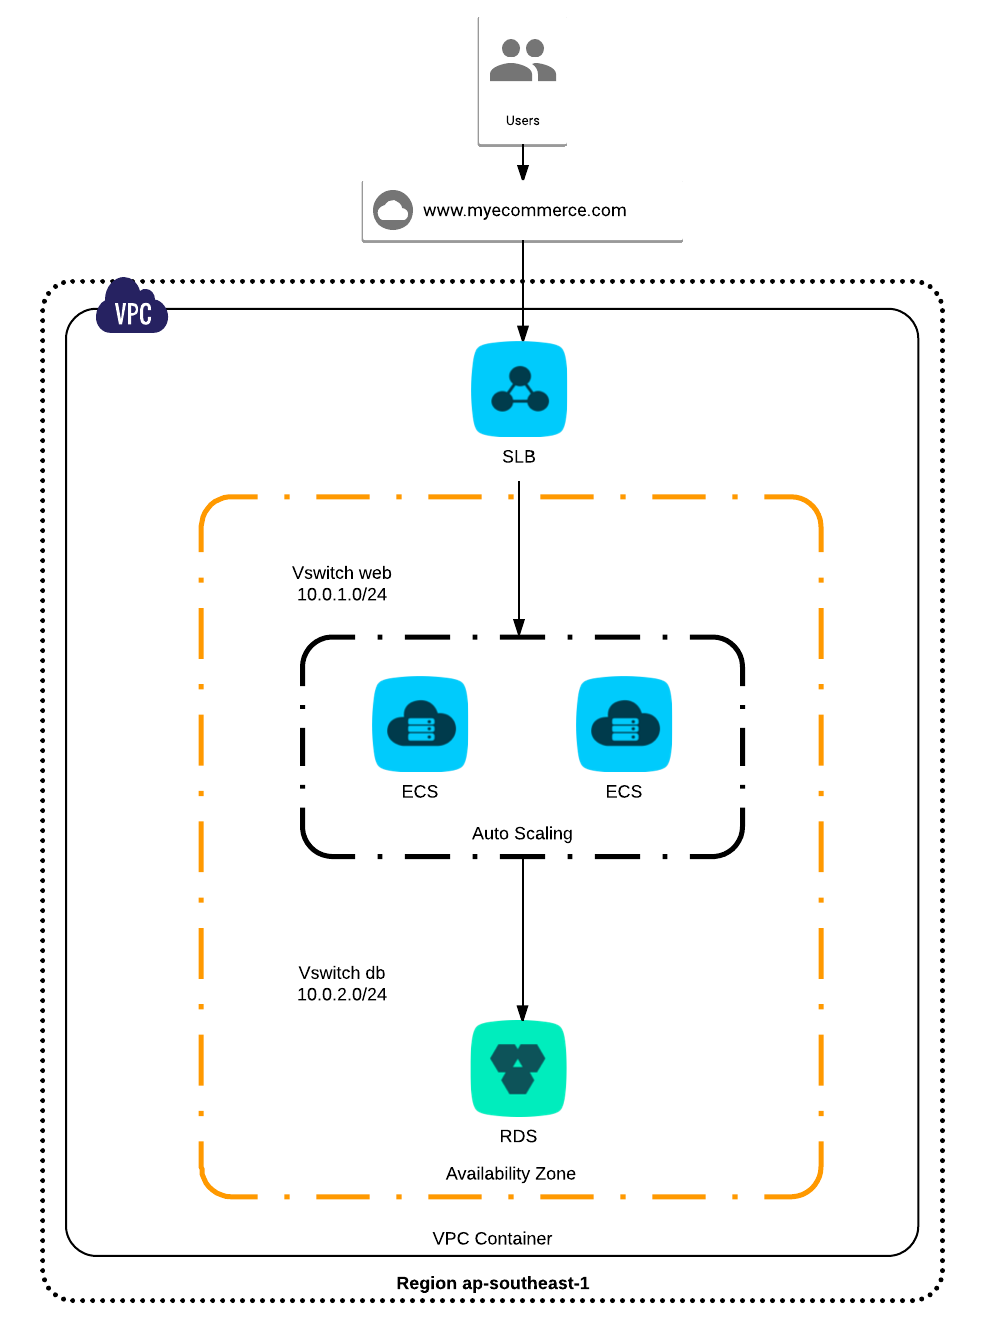 Users
www.myecommerce.com
VPC
SLB
Vswitch web
10.0.1.0/24
ECS
ECS
Auto Scaling
Vswitch db
10.0.2.0/24
RDS
Availability Zone
VPC Container
Region ap-southeast-1